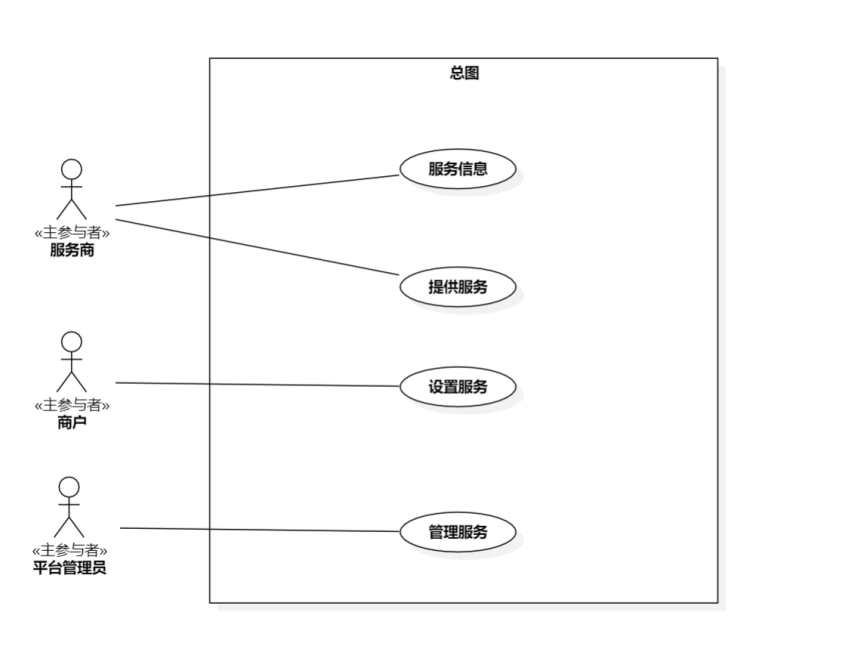 总图
服务信息
«主参与者»
服务商
提供服务
设置服务
«主参与者»
商户
管理服务
«主参与者»
平台管理员